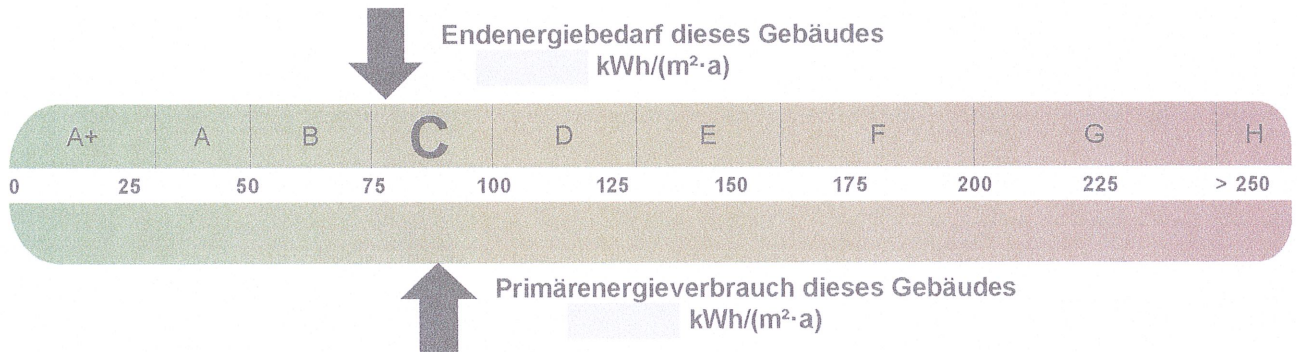 Endenergiebedarf dieses Gebäudes
kWh/(m²·a)
A+ A B C D E F G H
0 25 50 75 100 125 150 175 200 225 > 250
Primärenergieverbrauch dieses Gebäudes
kWh/(m²·a)